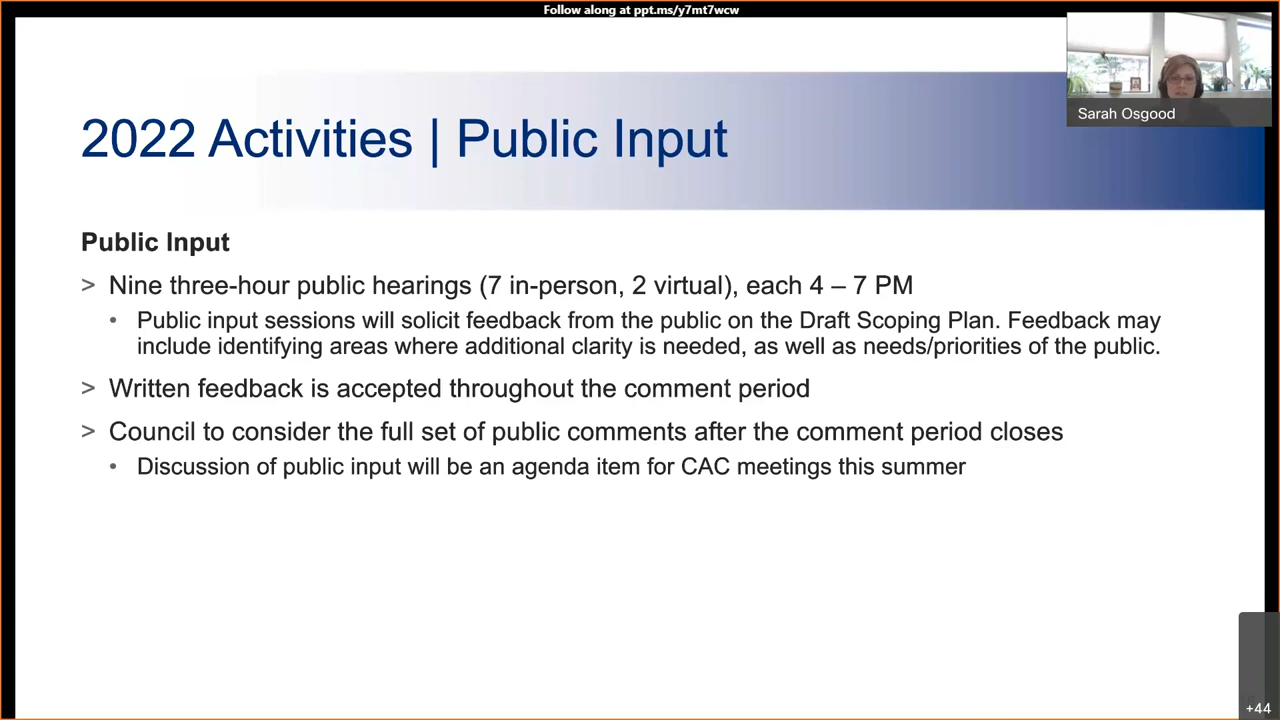 Follow along at ppt.ms/y7mt7wcw
Sarah Osgood
2022 Activities | Public Input
Public Input
> Nine three-hour public hearings (7 in-person, 2 virtual), each 4 – 7 PM
• Public input sessions will solicit feedback from the public on the Draft Scoping Plan. Feedback may
include identifying areas where additional clarity is needed, as well as needs/priorities of the public.
> Written feedback is accepted throughout the comment period
> Council to consider the full set of public comments after the comment period closes
• Discussion of public input will be an agenda item for CAC meetings this summer
+44